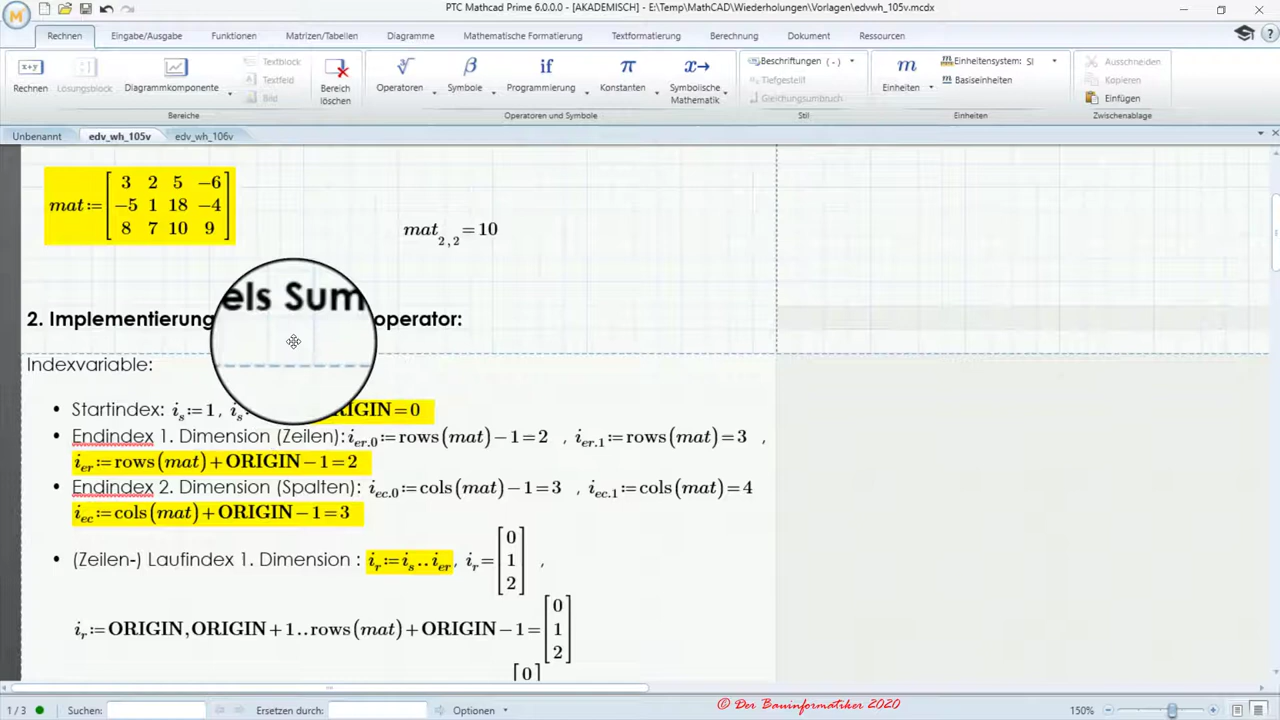 PTC Mathcad Prime 6.0.0.0 - [AKADEMISCH] - E:\Temp\MathCAD\Wiederholungen\Vorlagen\edvwh_105v.mcdx
Rechnen Eingabe/Ausgabe Funktionen Matrizen/Tabellen Diagramme Mathematische Formatierung Textformatierung Berechnung Dokument Ressourcen
Rechnen Lösungsblock Diagrammkomponente Textblock Textfeld Bild Bereich löschen Operatoren Symbole Programmierung Konstanten Symbolische Mathematik Beschriftungen ( - ) Tiefgestellt Gleichungsumbruch Einheiten Einheitensystem: SI Basiseinheiten Ausschneiden Kopieren Einfügen
Bereiche Operatoren und Symbole Stil Einheiten Zwischenablage
Unbenannt edv_wh_105v edv_wh_106v
mat:=[3 2 5 −6
−5 1 18 −4
8 7 10 9]
mat2,2=10
2. Implementierung els Sum operator:
Indexvariable:
• Startindex: is:=1, is ORIGIN=0
• Endindex 1. Dimension (Zeilen): ier.0:=rows(mat)−1=2 , ier.1:=rows(mat)=3 ,
ier:=rows(mat)+ORIGIN−1=2
• Endindex 2. Dimension (Spalten): iec.0:=cols(mat)−1=3 , iec.1:=cols(mat)=4
iec:=cols(mat)+ORIGIN−1=3
• (Zeilen-) Laufindex 1. Dimension : ir:=is..ier, ir=[0 1 2] ,
ir:=ORIGIN,ORIGIN+1..rows(mat)+ORIGIN−1=[0 1 2]
[0]
1 / 3 Suchen: Ersetzen durch: Optionen © Der Bauinformatiker 2020 150%